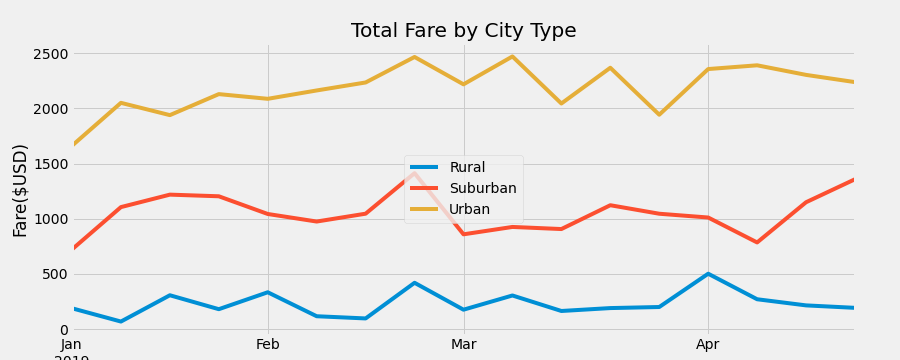 Total Fare by City Type
Fare($USD)
2500
2000
1500
1000
500
0
Rural
Suburban
Urban
Jan
Feb
Mar
Apr
2019